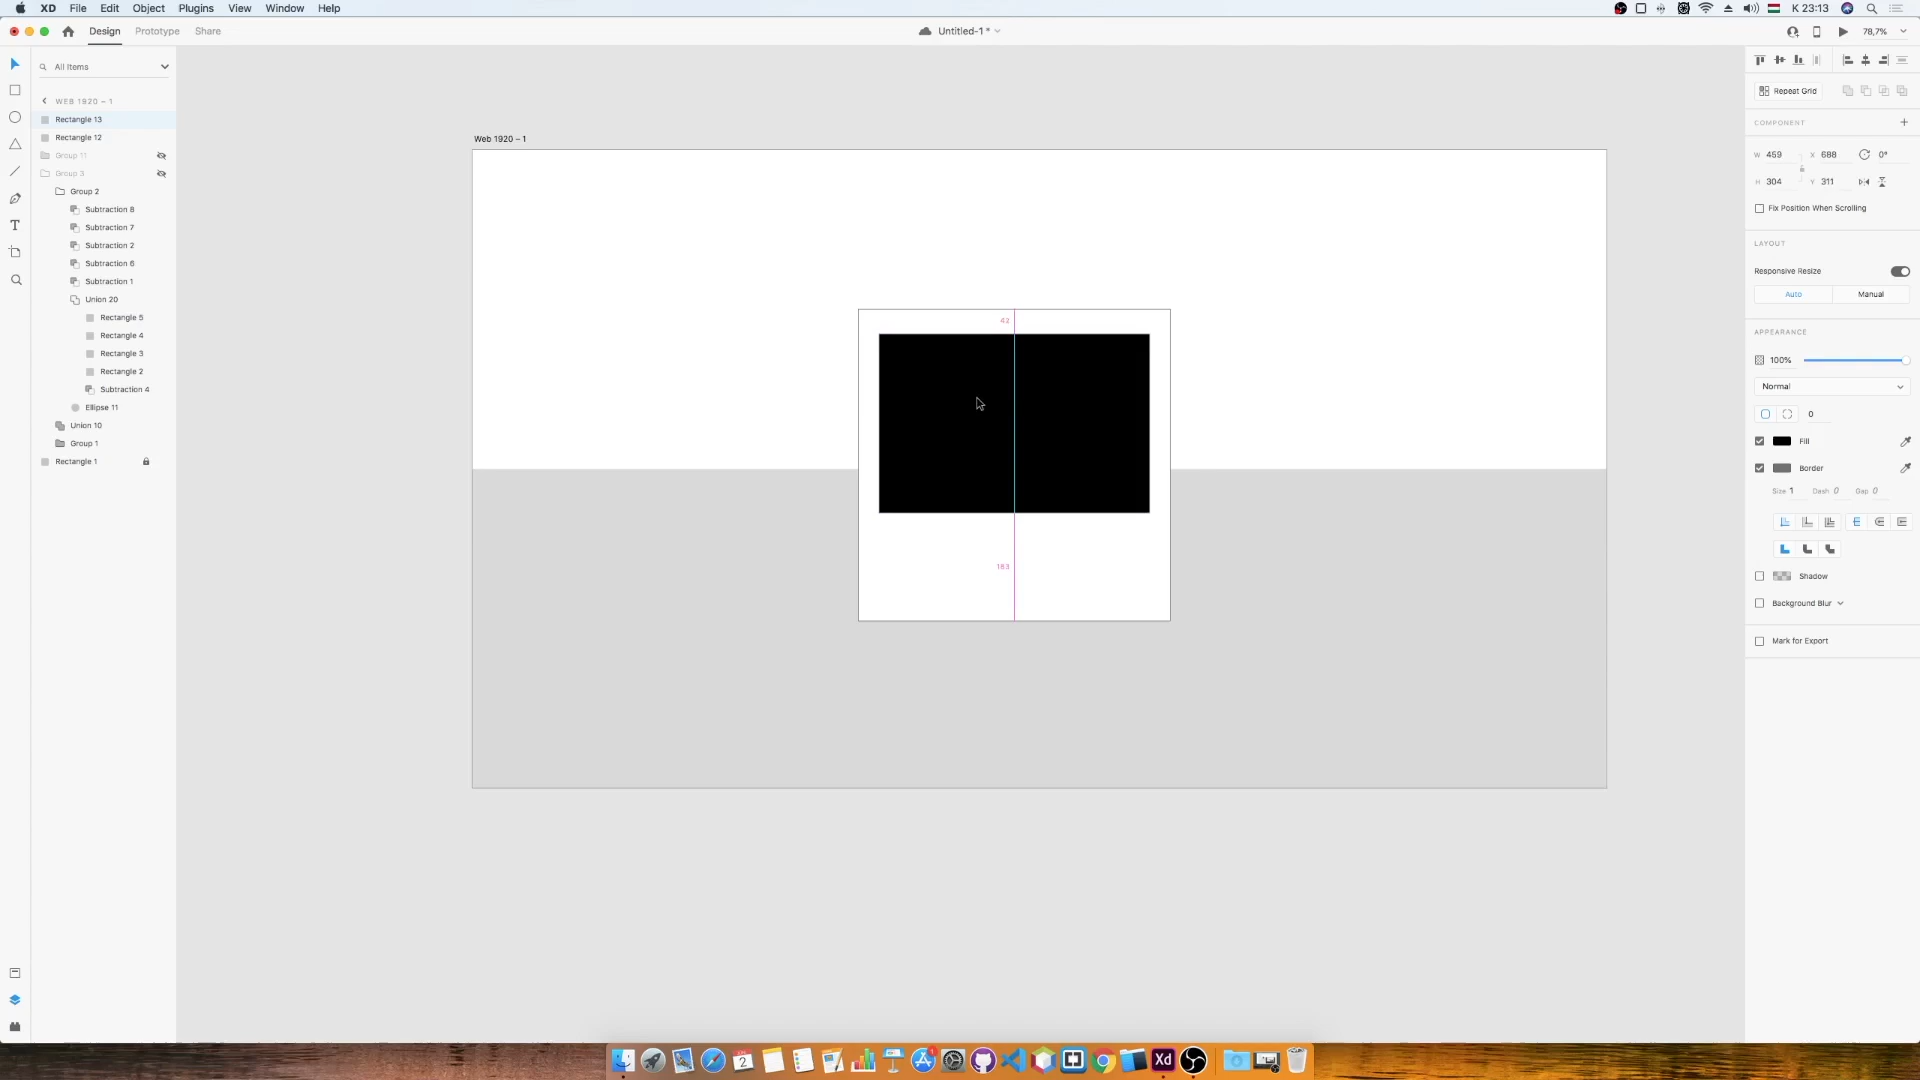 XD File Edit Object Plugins View Window Help
K 23:13
Design Prototype Share
Untitled-1 *
78,7%
All Items
WEB 1920 – 1
Rectangle 13
Rectangle 12
Group 11
Group 3
Group 2
Subtraction 8
Subtraction 7
Subtraction 2
Subtraction 6
Subtraction 1
Union 20
Rectangle 5
Rectangle 4
Rectangle 3
Rectangle 2
Subtraction 4
Ellipse 11
Union 10
Group 1
Rectangle 1
Web 1920 – 1
42
183
Repeat Grid
COMPONENT
W 459 X 688 0°
H 304 Y 311
Fix Position When Scrolling
LAYOUT
Responsive Resize
Auto Manual
APPEARANCE
100%
Normal
0
Fill
Border
Size 1 Dash 0 Gap 0
Shadow
Background Blur
Mark for Export
2
Xd